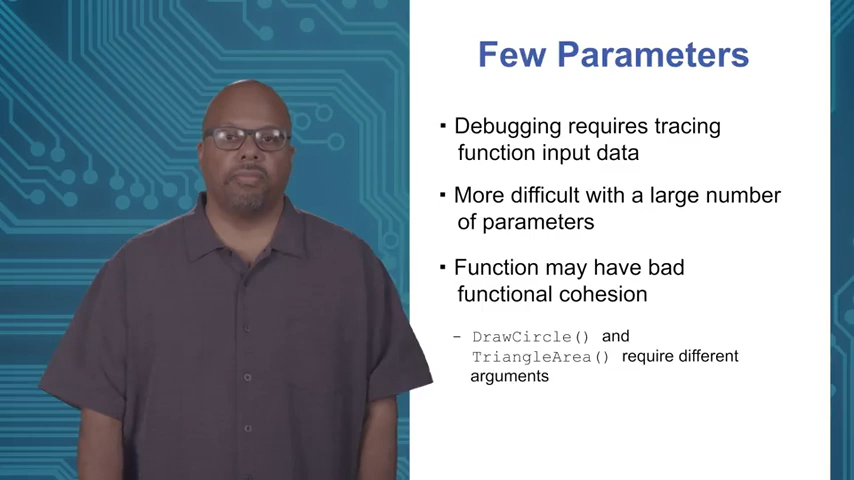 Few Parameters
▪ Debugging requires tracing
function input data
▪ More difficult with a large number
of parameters
▪ Function may have bad
functional cohesion
– DrawCircle() and
TriangleArea() require different
arguments